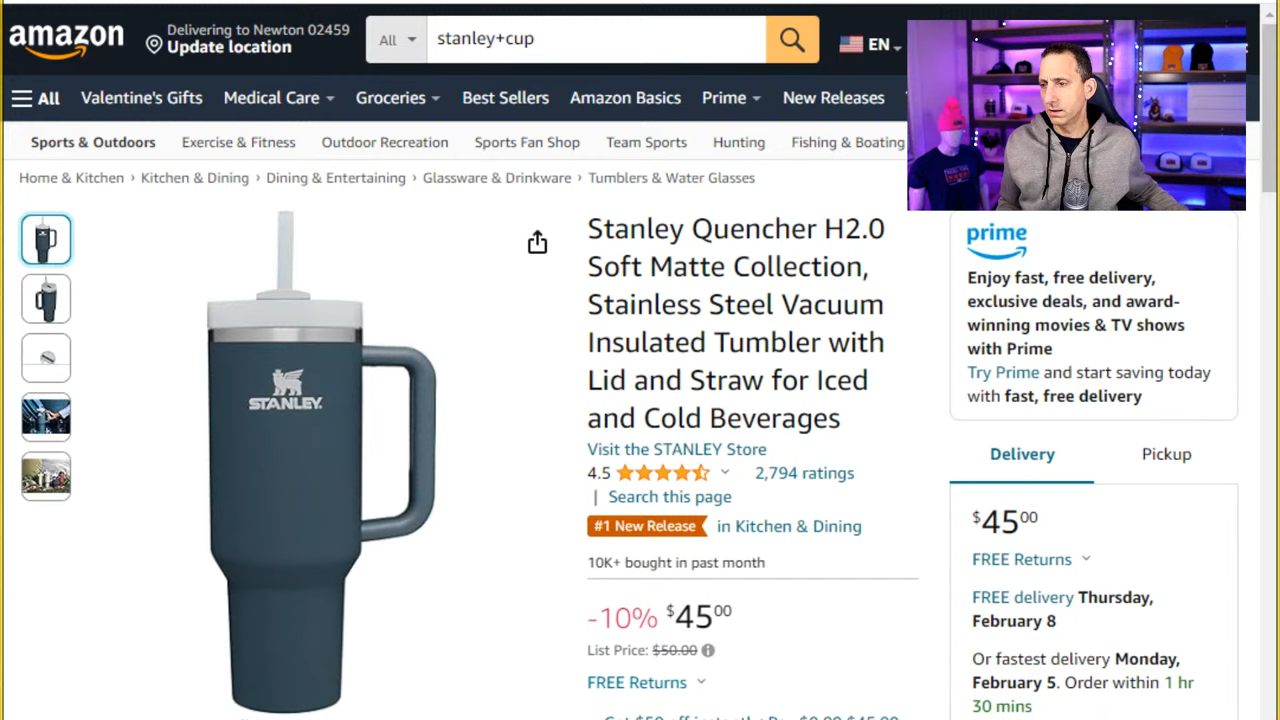 amazon
Delivering to Newton 02459
Update location
All
stanley+cup
EN
All
Valentine's Gifts
Medical Care
Groceries
Best Sellers
Amazon Basics
Prime
New Releases
Sports & Outdoors
Exercise & Fitness
Outdoor Recreation
Sports Fan Shop
Team Sports
Hunting
Fishing & Boating
Home & Kitchen › Kitchen & Dining › Dining & Entertaining › Glassware & Drinkware › Tumblers & Water Glasses
STANLEY.
Stanley Quencher H2.0
Soft Matte Collection,
Stainless Steel Vacuum
Insulated Tumbler with
Lid and Straw for Iced
and Cold Beverages
Visit the STANLEY Store
4.5
2,794 ratings
| Search this page
#1 New Release in Kitchen & Dining
10K+ bought in past month
-10% $45 00
List Price: $50.00
FREE Returns
prime
Enjoy fast, free delivery,
exclusive deals, and award-
winning movies & TV shows
with Prime
Try Prime and start saving today
with fast, free delivery
Delivery
Pickup
$45 00
FREE Returns
FREE delivery Thursday,
February 8
Or fastest delivery Monday,
February 5. Order within 1 hr
30 mins